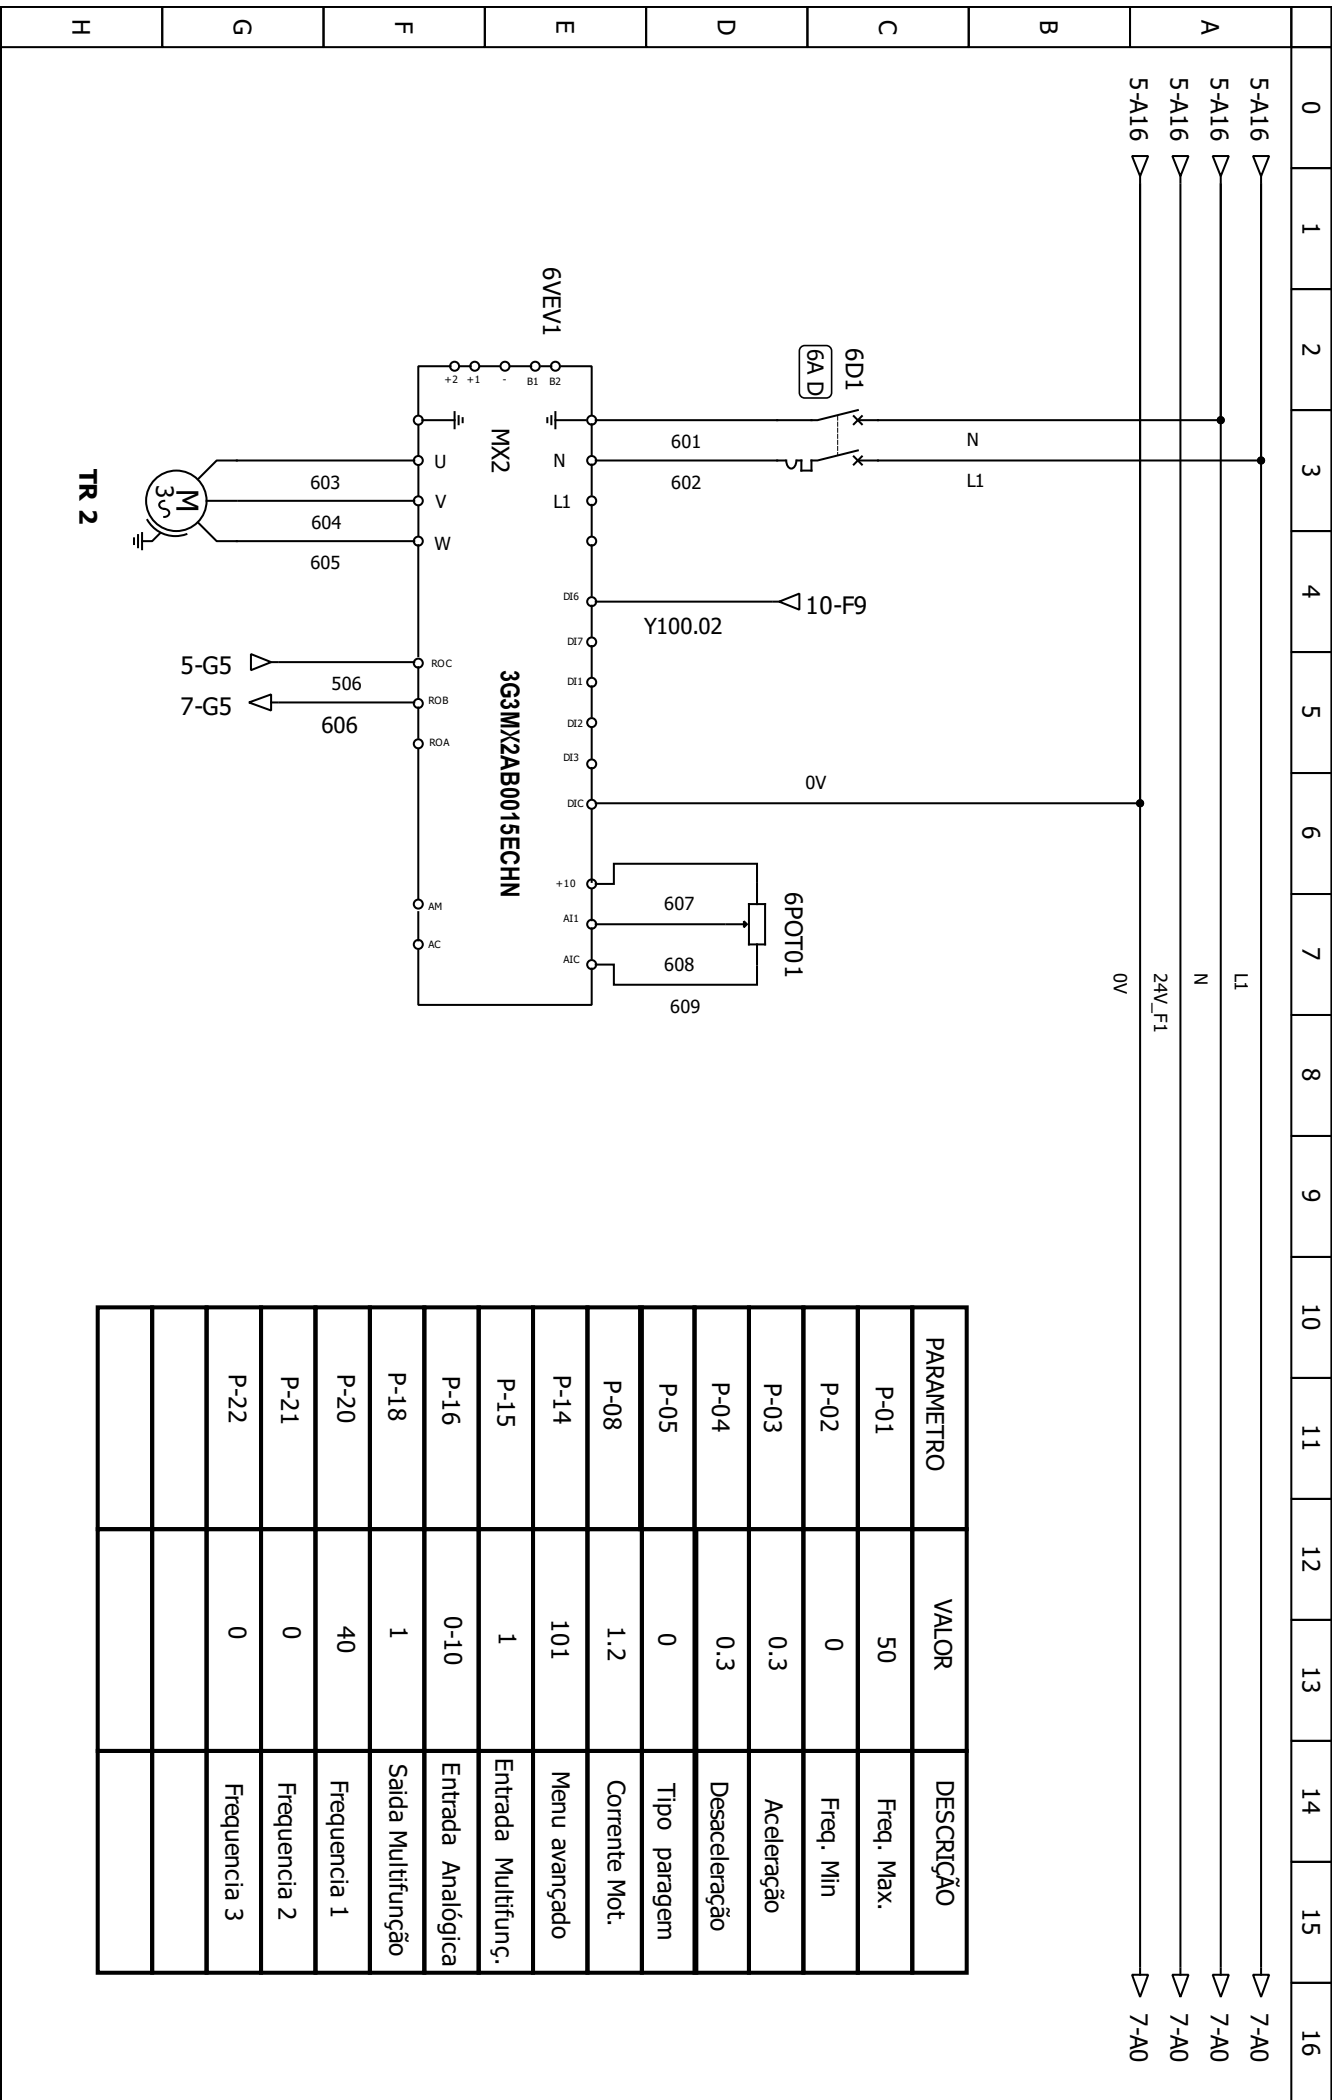 0 1 2 3 4 5 6 7 8 9 10 11 12 13 14 15 16
A
B
C
D
E
F
G
H
5-A16 L1 7-A0
5-A16 N 7-A0
5-A16 24V_F1 7-A0
5-A16 0V 7-A0
N L1
6D1
6A D
10-F9
0V
6POT01
601 602 Y100.02 607 608 609
6VEV1
B2 N L1 DI6 DI7 DI1 DI2 DI3 DIC +10 AI1 AIC
B1
-
+1
+2
MX2 3G3MX2AB0015ECHN
U V W ROC ROB ROA AM AC
603 604 605 506 606
5-G5
7-G5
M
3~
TR 2
PARAMETRO VALOR DESCRIÇÃO
P-01 50 Freq. Max.
P-02 0 Freq. Min
P-03 0.3 Aceleração
P-04 0.3 Desaceleração
P-05 0 Tipo paragem
P-08 1.2 Corrente Mot.
P-14 101 Menu avançado
P-15 1 Entrada Multifunç.
P-16 0-10 Entrada Analógica
P-18 1 Saida Multifunção
P-20 40 Frequencia 1
P-21 0 Frequencia 2
P-22 0 Frequencia 3